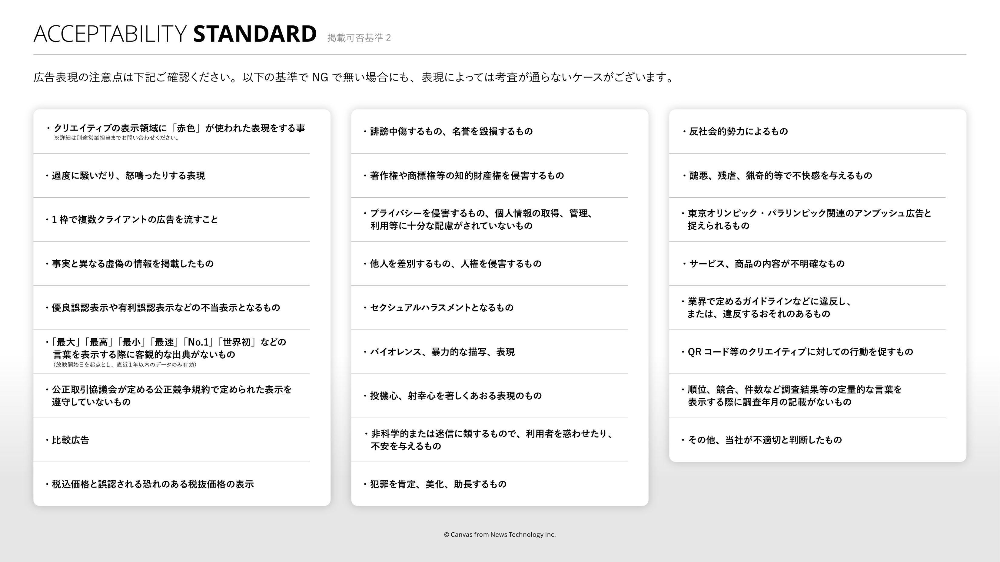 ACCEPTABILITY STANDARD 掲載可否基準 2
広告表現の注意点は下記ご確認ください。以下の基準で NG で無い場合にも、表現によっては考査が通らないケースがございます。
・クリエイティブの表示領域に「赤色」が使われた表現をする事
※詳細は別途営業担当までお問い合わせください。
・過度に騒いだり、怒鳴ったりする表現
・1 枠で複数クライアントの広告を流すこと
・事実と異なる虚偽の情報を掲載したもの
・優良誤認表示や有利誤認表示などの不当表示となるもの
・「最大」「最高」「最小」「最速」「No.1」「世界初」などの
言葉を表示する際に客観的な出典がないもの
（放映開始日を起点とし、直近1年以内のデータのみ有効）
・公正取引協議会が定める公正競争規約で定められた表示を
遵守していないもの
・比較広告
・税込価格と誤認される恐れのある税抜価格の表示
・誹謗中傷するもの、名誉を毀損するもの
・著作権や商標権等の知的財産権を侵害するもの
・プライバシーを侵害するもの、個人情報の取得、管理、
利用等に十分な配慮がされていないもの
・他人を差別するもの、人権を侵害するもの
・セクシュアルハラスメントとなるもの
・バイオレンス、暴力的な描写、表現
・投機心、射幸心を著しくあおる表現のもの
・非科学的または迷信に類するもので、利用者を惑わせたり、
不安を与えるもの
・犯罪を肯定、美化、助長するもの
・反社会的勢力によるもの
・醜悪、残虐、猟奇的等で不快感を与えるもの
・東京オリンピック・パラリンピック関連のアンブッシュ広告と
捉えられるもの
・サービス、商品の内容が不明確なもの
・業界で定めるガイドラインなどに違反し、
または、違反するおそれのあるもの
・QR コード等のクリエイティブに対しての行動を促すもの
・順位、競合、件数など調査結果等の定量的な言葉を
表示する際に調査年月の記載がないもの
・その他、当社が不適切と判断したもの
© Canvas from News Technology Inc.